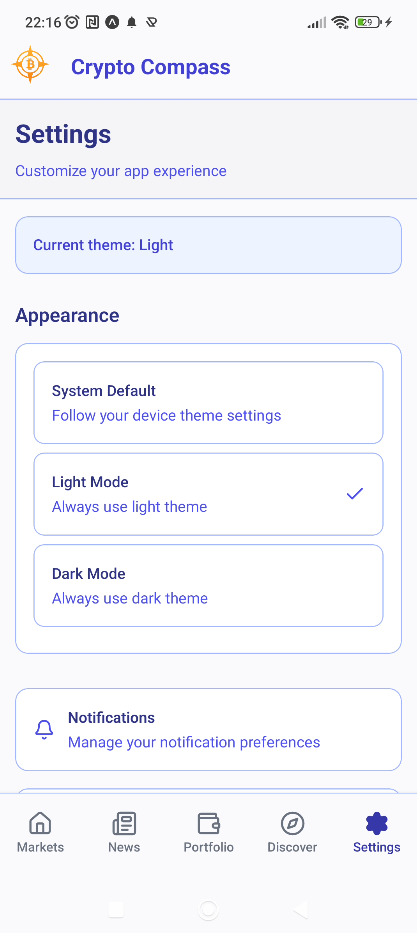 22:16
29
Crypto Compass
Settings
Customize your app experience
Current theme: Light
Appearance
System Default
Follow your device theme settings
Light Mode
Always use light theme
Dark Mode
Always use dark theme
Notifications
Manage your notification preferences
Markets
News
Portfolio
Discover
Settings